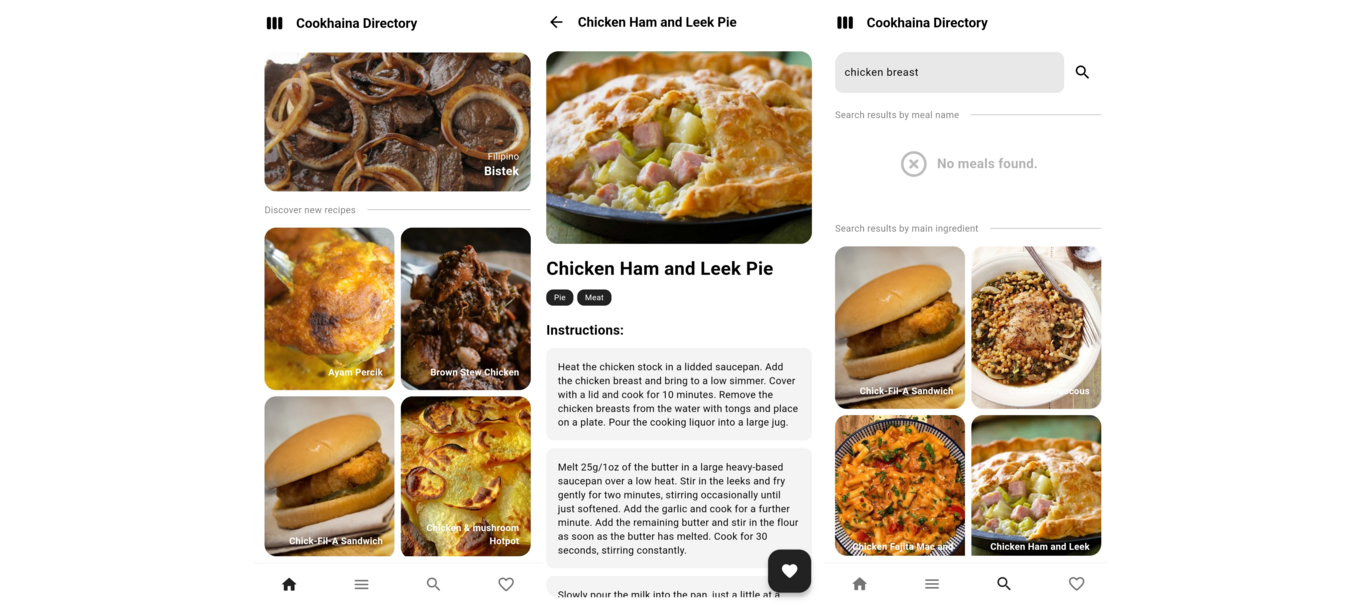 Cookhaina Directory
Filipino
Bistek
Discover new recipes
Ayam Percik
Brown Stew Chicken
Chick-Fil-A Sandwich
Chicken & mushroom
Hotpot
Chicken Ham and Leek Pie
Chicken Ham and Leek Pie
Pie
Meat
Instructions:
Heat the chicken stock in a lidded saucepan. Add
the chicken breast and bring to a low simmer. Cover
with a lid and cook for 10 minutes. Remove the
chicken breasts from the water with tongs and place
on a plate. Pour the cooking liquor into a large jug.
Melt 25g/1oz of the butter in a large heavy-based
saucepan over a low heat. Stir in the leeks and fry
gently for two minutes, stirring occasionally until
just softened. Add the garlic and cook for a further
minute. Add the remaining butter and stir in the flour
as soon as the butter has melted. Cook for 30
seconds, stirring constantly.
Slowly pour the milk into the pan, just a little at a
Cookhaina Directory
chicken breast
Search results by meal name
No meals found.
Search results by main ingredient
Chick-Fil-A Sandwich
Chicken Fajita Mac and
Chicken Ham and Leek